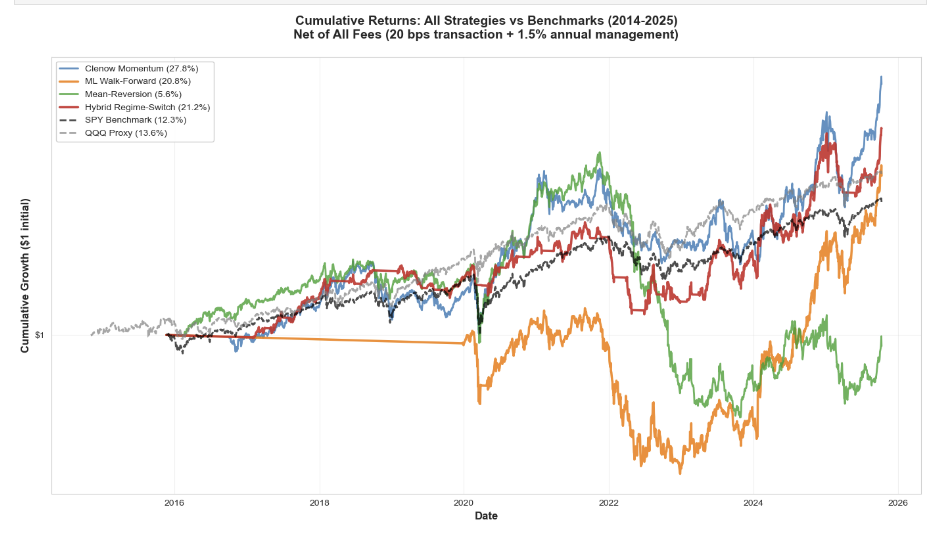 Cumulative Returns: All Strategies vs Benchmarks (2014-2025)
Net of All Fees (20 bps transaction + 1.5% annual management)
Clenow Momentum (27.8%)
ML Walk-Forward (20.8%)
Mean-Reversion (5.6%)
Hybrid Regime-Switch (21.2%)
SPY Benchmark (12.3%)
QQQ Proxy (13.6%)
Cumulative Growth ($1 initial)
$1
2016
2018
2020
2022
2024
2026
Date